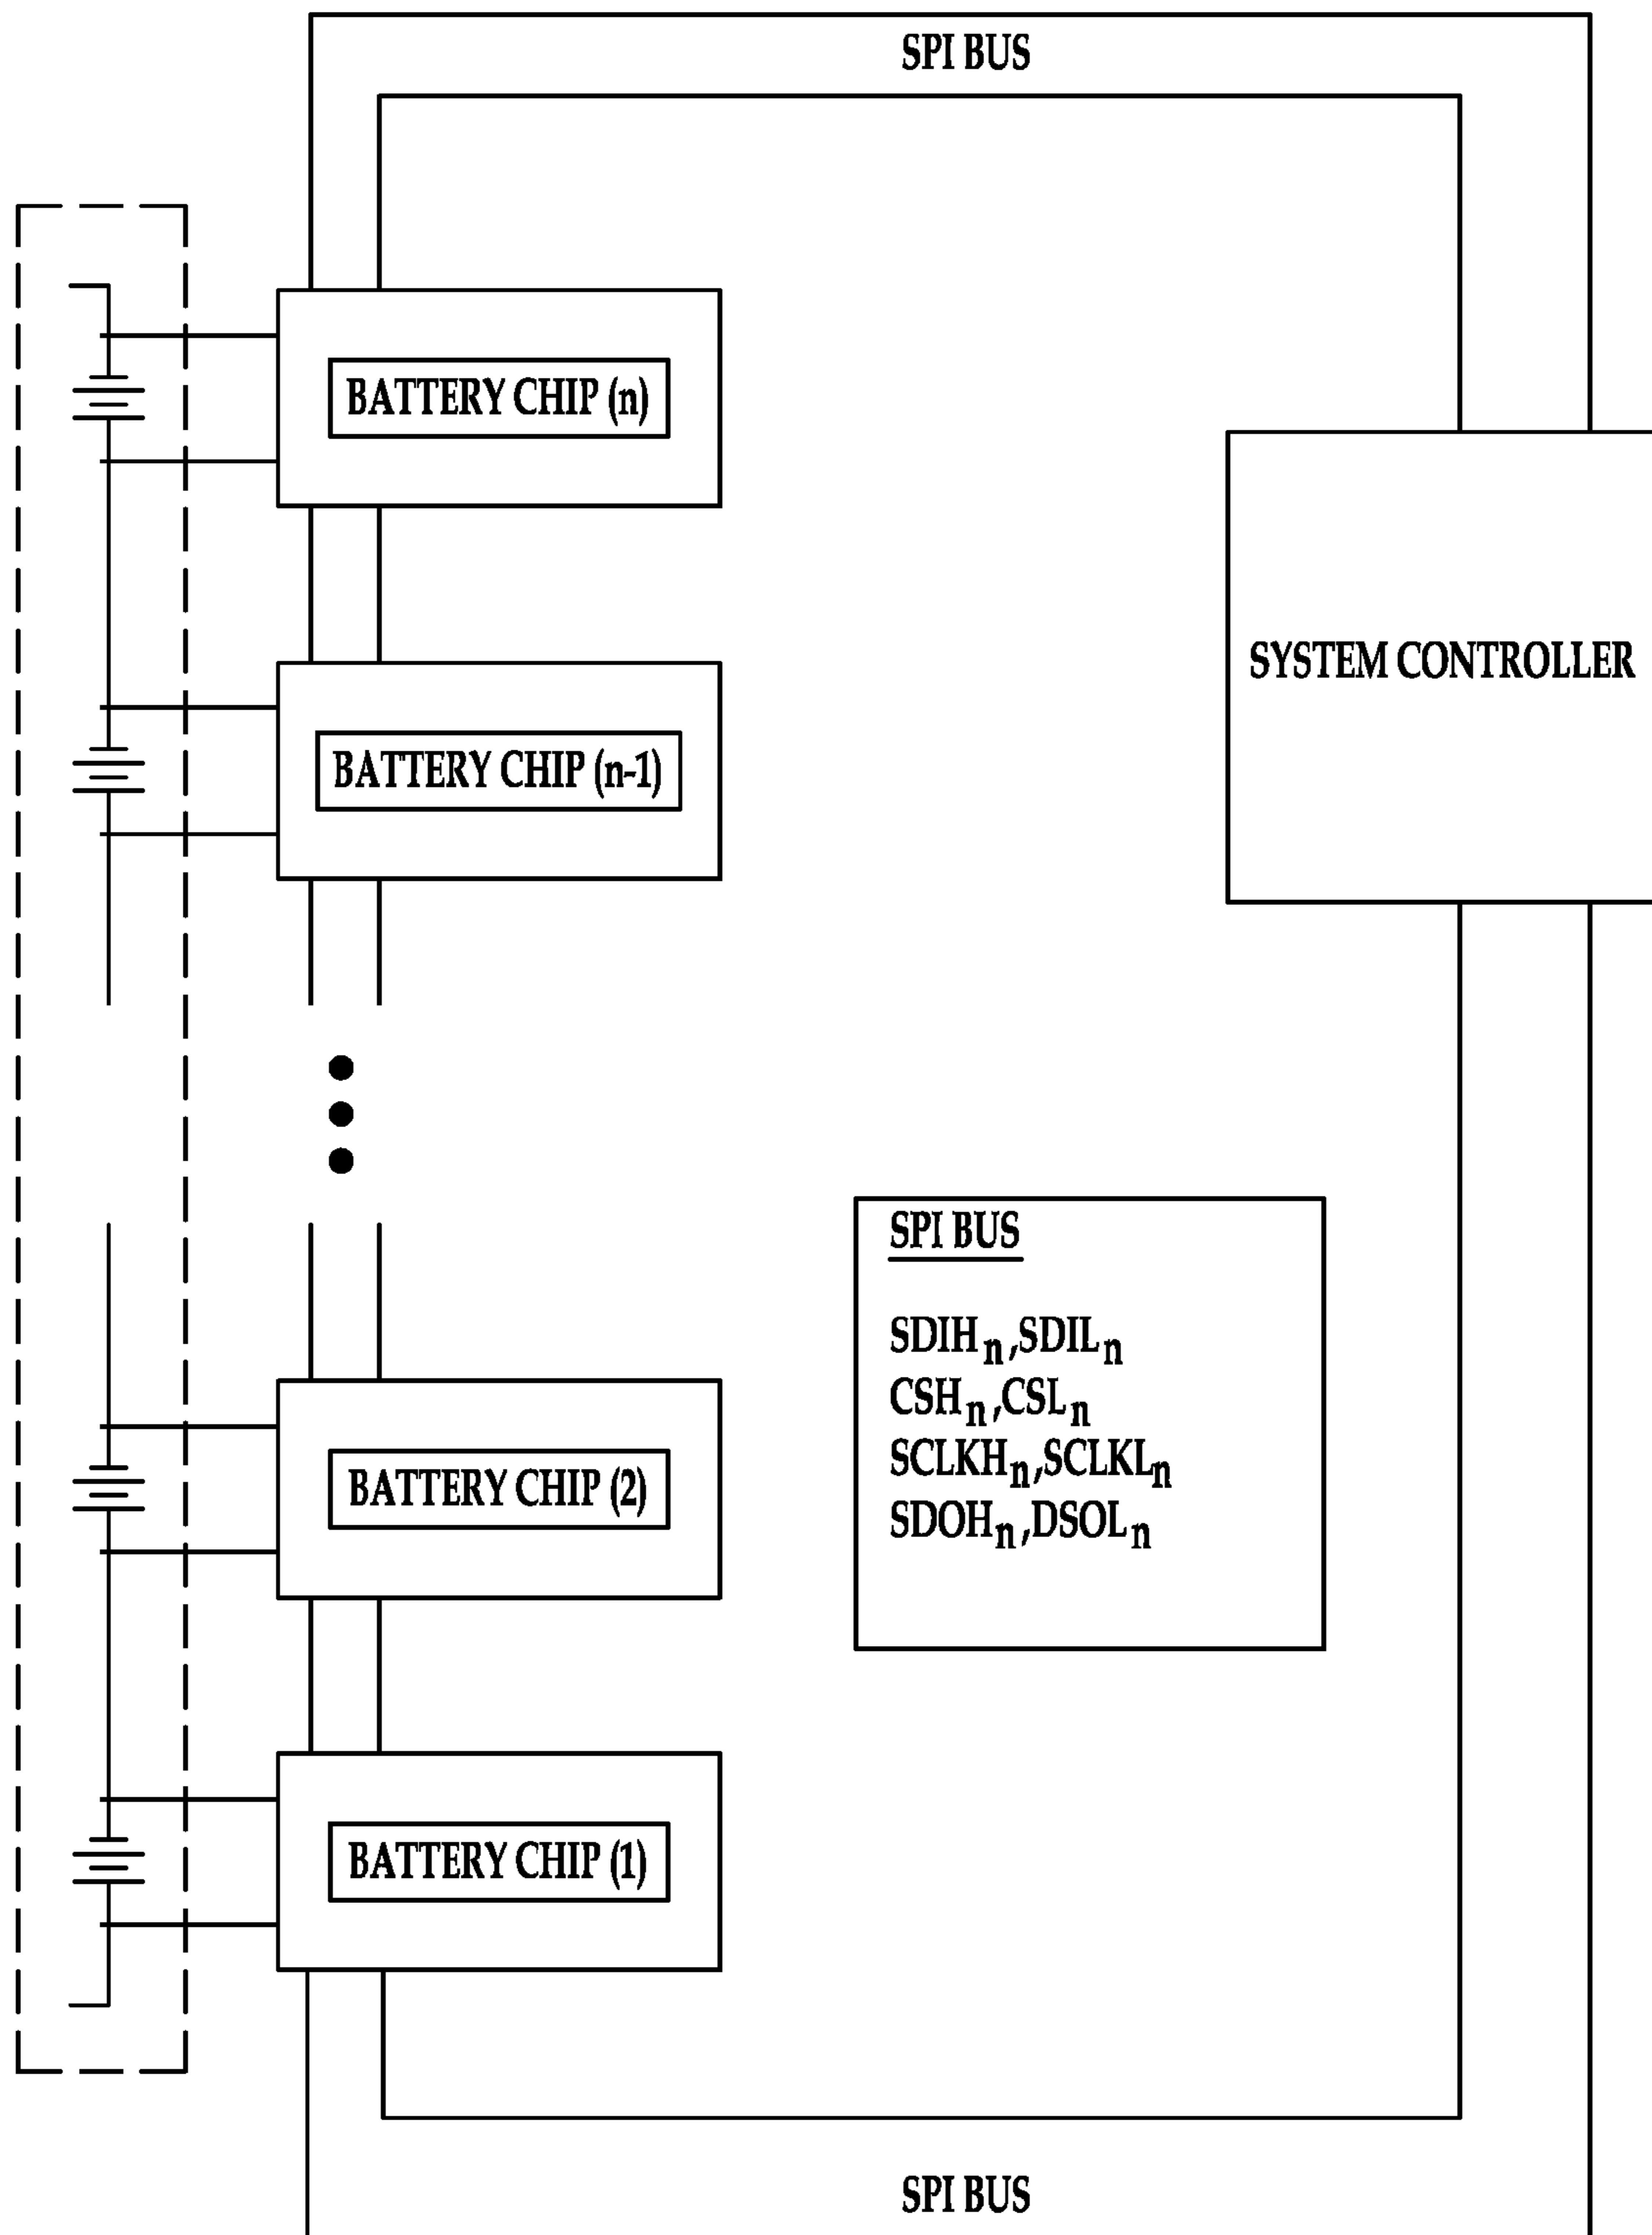 SPI BUS
BATTERY CHIP (n)
SYSTEM CONTROLLER
BATTERY CHIP (n-1)
SPI BUS
SDIHn,SDILn
CSHn,CSLn
SCLKHn,SCLKLn
SDOHn,DSOLn
BATTERY CHIP (2)
BATTERY CHIP (1)
SPI BUS